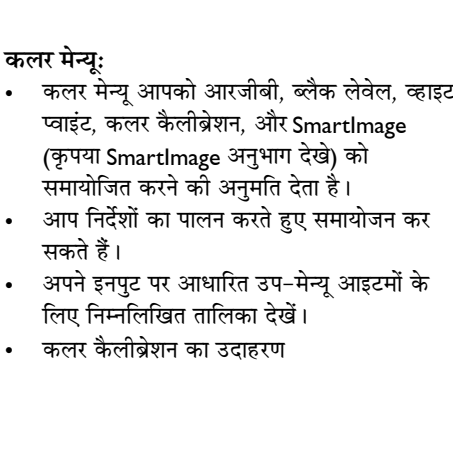 कलर मेन्यू:
• कलर मेन्यू आपको आरजीबी, ब्लैक लेवेल, व्हाइट
प्वाइंट, कलर कैलीब्रेशन, और SmartImage
(कृपया SmartImage अनुभाग देखे) को
समायोजित करने की अनुमति देता है।
• आप निर्देशों का पालन करते हुए समायोजन कर
सकते हैं।
• अपने इनपुट पर आधारित उप-मेन्यू आइटमों के
लिए निम्नलिखित तालिका देखें।
• कलर कैलीब्रेशन का उदाहरण